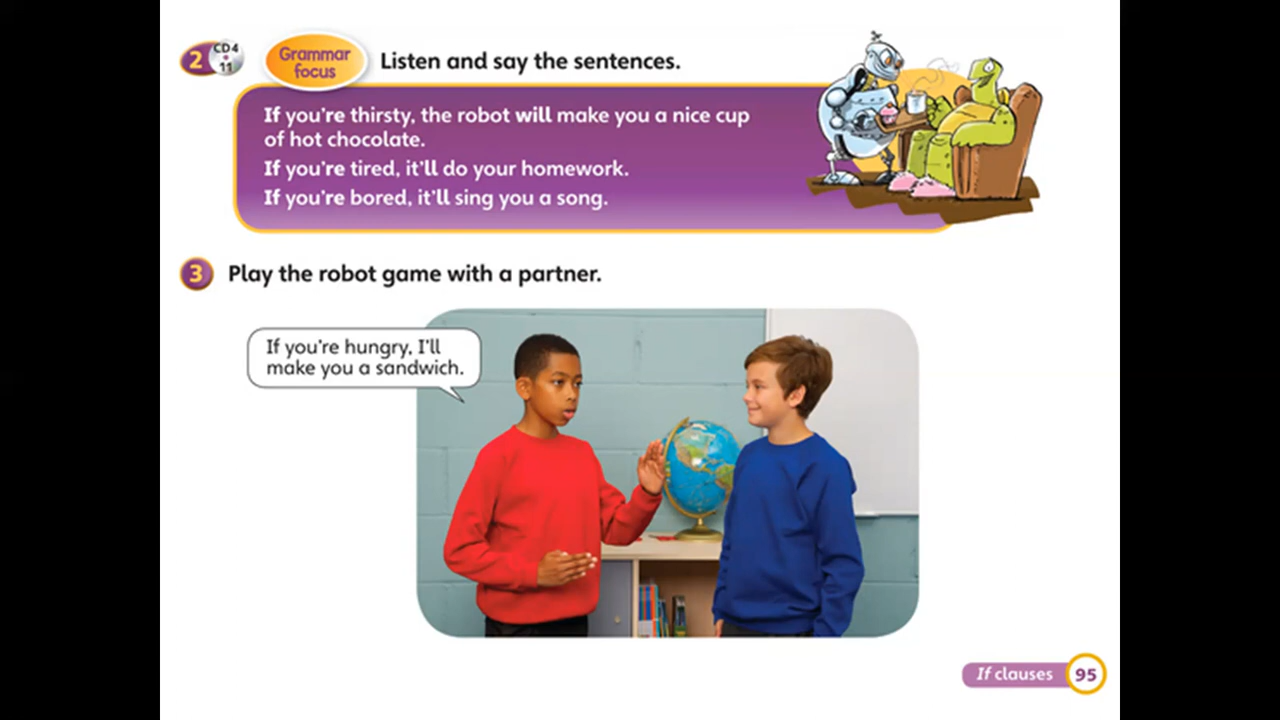 2 CD4 11
Grammar focus
Listen and say the sentences.
If you're thirsty, the robot will make you a nice cup
of hot chocolate.
If you're tired, it'll do your homework.
If you're bored, it'll sing you a song.
3 Play the robot game with a partner.
If you're hungry, I'll
make you a sandwich.
If clauses 95